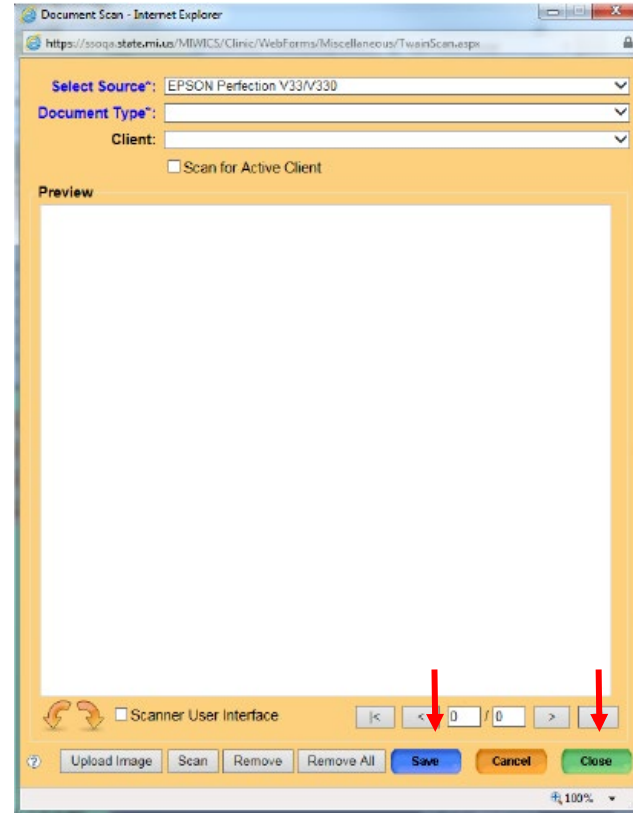 Document Scan - Internet Explorer
https://ssoqa.state.mi.us/MIWICS/Clinic/WebForms/Miscellaneous/TwainScan.aspx
Select Source*: EPSON Perfection V33/V330
Document Type*:
Client:
Scan for Active Client
Preview
Scanner User Interface |< < 0 / 0 >
? Upload Image Scan Remove Remove All Save Cancel Close
100%